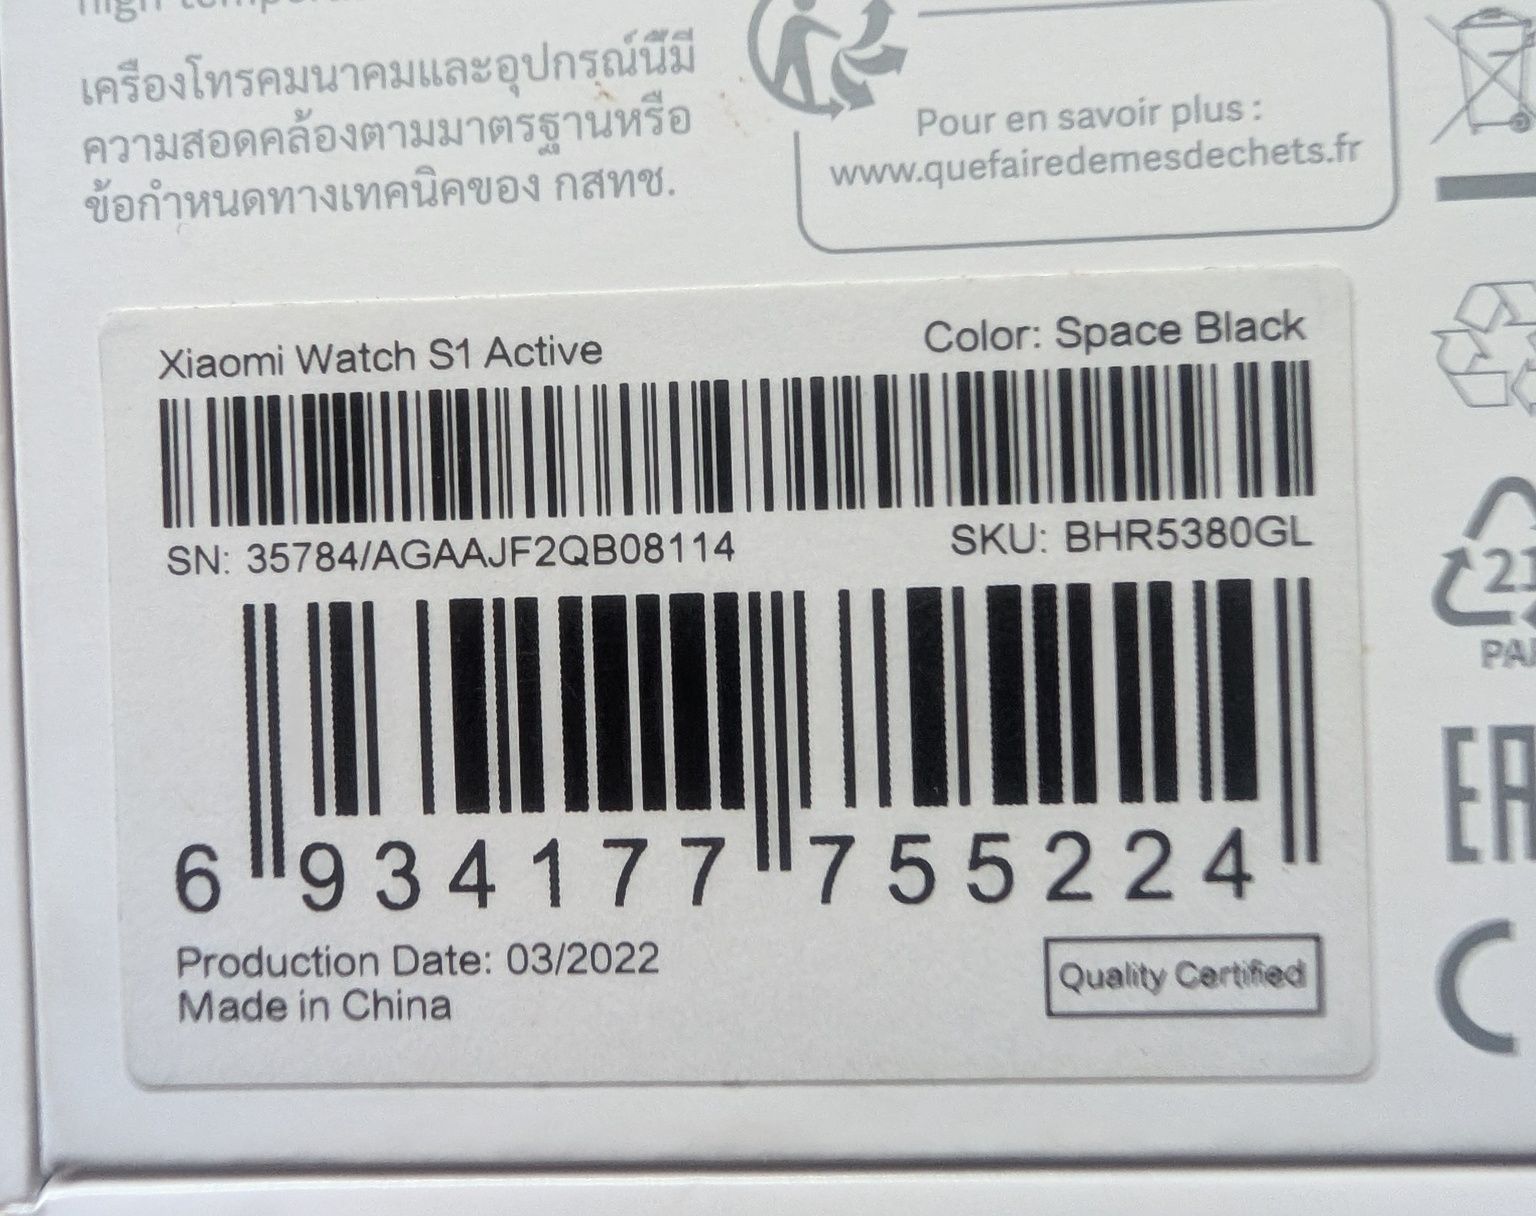 high
เครื่องโทรคมนาคมและอุปกรณ์นี้มี
ความสอดคล้องตามมาตรฐานหรือ
ข้อกำหนดทางเทคนิคของ กสทช.
Pour en savoir plus :
www.quefairedemesdechets.fr
Xiaomi Watch S1 Active
Color: Space Black
SN: 35784/AGAAJF2QB08114
SKU: BHR5380GL
6 934177 755224
Production Date: 03/2022
Made in China
Quality Certified
21